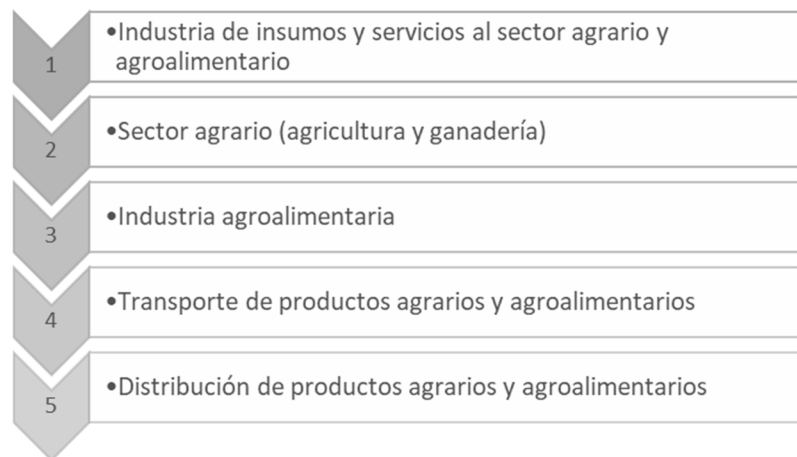 1
•Industria de insumos y servicios al sector agrario y
agroalimentario
2
•Sector agrario (agricultura y ganadería)
3
•Industria agroalimentaria
4
•Transporte de productos agrarios y agroalimentarios
5
•Distribución de productos agrarios y agroalimentarios